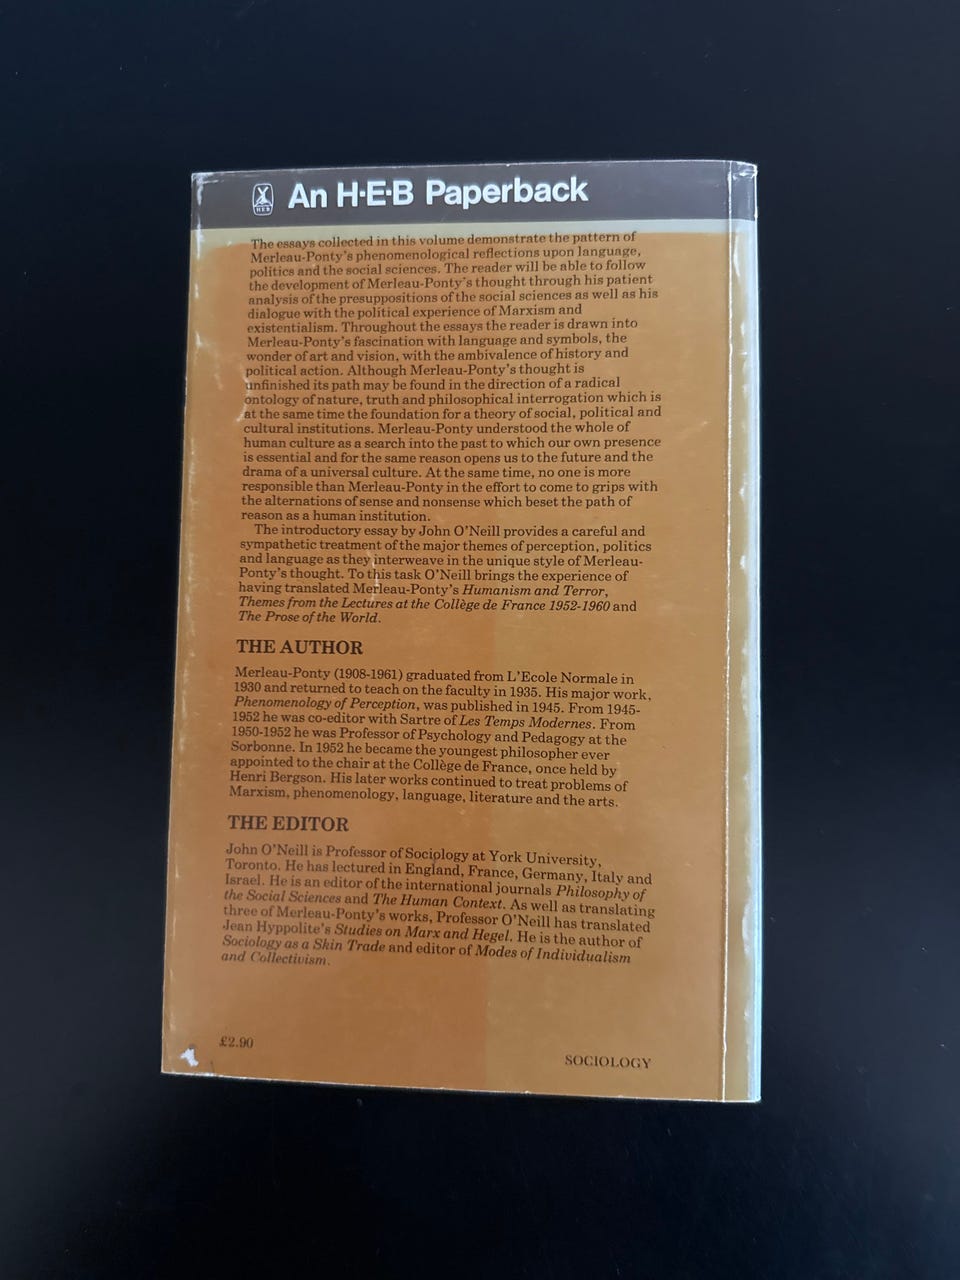 H E B
An H·E·B Paperback
The essays collected in this volume demonstrate the pattern of
Merleau-Ponty's phenomenological reflections upon language,
politics and the social sciences. The reader will be able to follow
the development of Merleau-Ponty's thought through his patient
analysis of the presuppositions of the social sciences as well as his
dialogue with the political experience of Marxism and
existentialism. Throughout the essays the reader is drawn into
Merleau-Ponty's fascination with language and symbols, the
wonder of art and vision, with the ambivalence of history and
political action. Although Merleau-Ponty's thought is
unfinished its path may be found in the direction of a radical
ontology of nature, truth and philosophical interrogation which is
at the same time the foundation for a theory of social, political and
cultural institutions. Merleau-Ponty understood the whole of
human culture as a search into the past to which our own presence
is essential and for the same reason opens us to the future and the
drama of a universal culture. At the same time, no one is more
responsible than Merleau-Ponty in the effort to come to grips with
the alternations of sense and nonsense which beset the path of
reason as a human institution.
The introductory essay by John O'Neill provides a careful and
sympathetic treatment of the major themes of perception, politics
and language as they interweave in the unique style of Merleau-
Ponty's thought. To this task O'Neill brings the experience of
having translated Merleau-Ponty's Humanism and Terror,
Themes from the Lectures at the Collège de France 1952-1960 and
The Prose of the World.
THE AUTHOR
Merleau-Ponty (1908-1961) graduated from L'Ecole Normale in
1930 and returned to teach on the faculty in 1935. His major work,
Phenomenology of Perception, was published in 1945. From 1945-
1952 he was co-editor with Sartre of Les Temps Modernes. From
1950-1952 he was Professor of Psychology and Pedagogy at the
Sorbonne. In 1952 he became the youngest philosopher ever
appointed to the chair at the Collège de France, once held by
Henri Bergson. His later works continued to treat problems of
Marxism, phenomenology, language, literature and the arts.
THE EDITOR
John O'Neill is Professor of Sociology at York University,
Toronto. He has lectured in England, France, Germany, Italy and
Israel. He is an editor of the international journals Philosophy of
the Social Sciences and The Human Context. As well as translating
three of Merleau-Ponty's works, Professor O'Neill has translated
Jean Hyppolite's Studies on Marx and Hegel. He is the author of
Sociology as a Skin Trade and editor of Modes of Individualism
and Collectivism.
£2.90
SOCIOLOGY